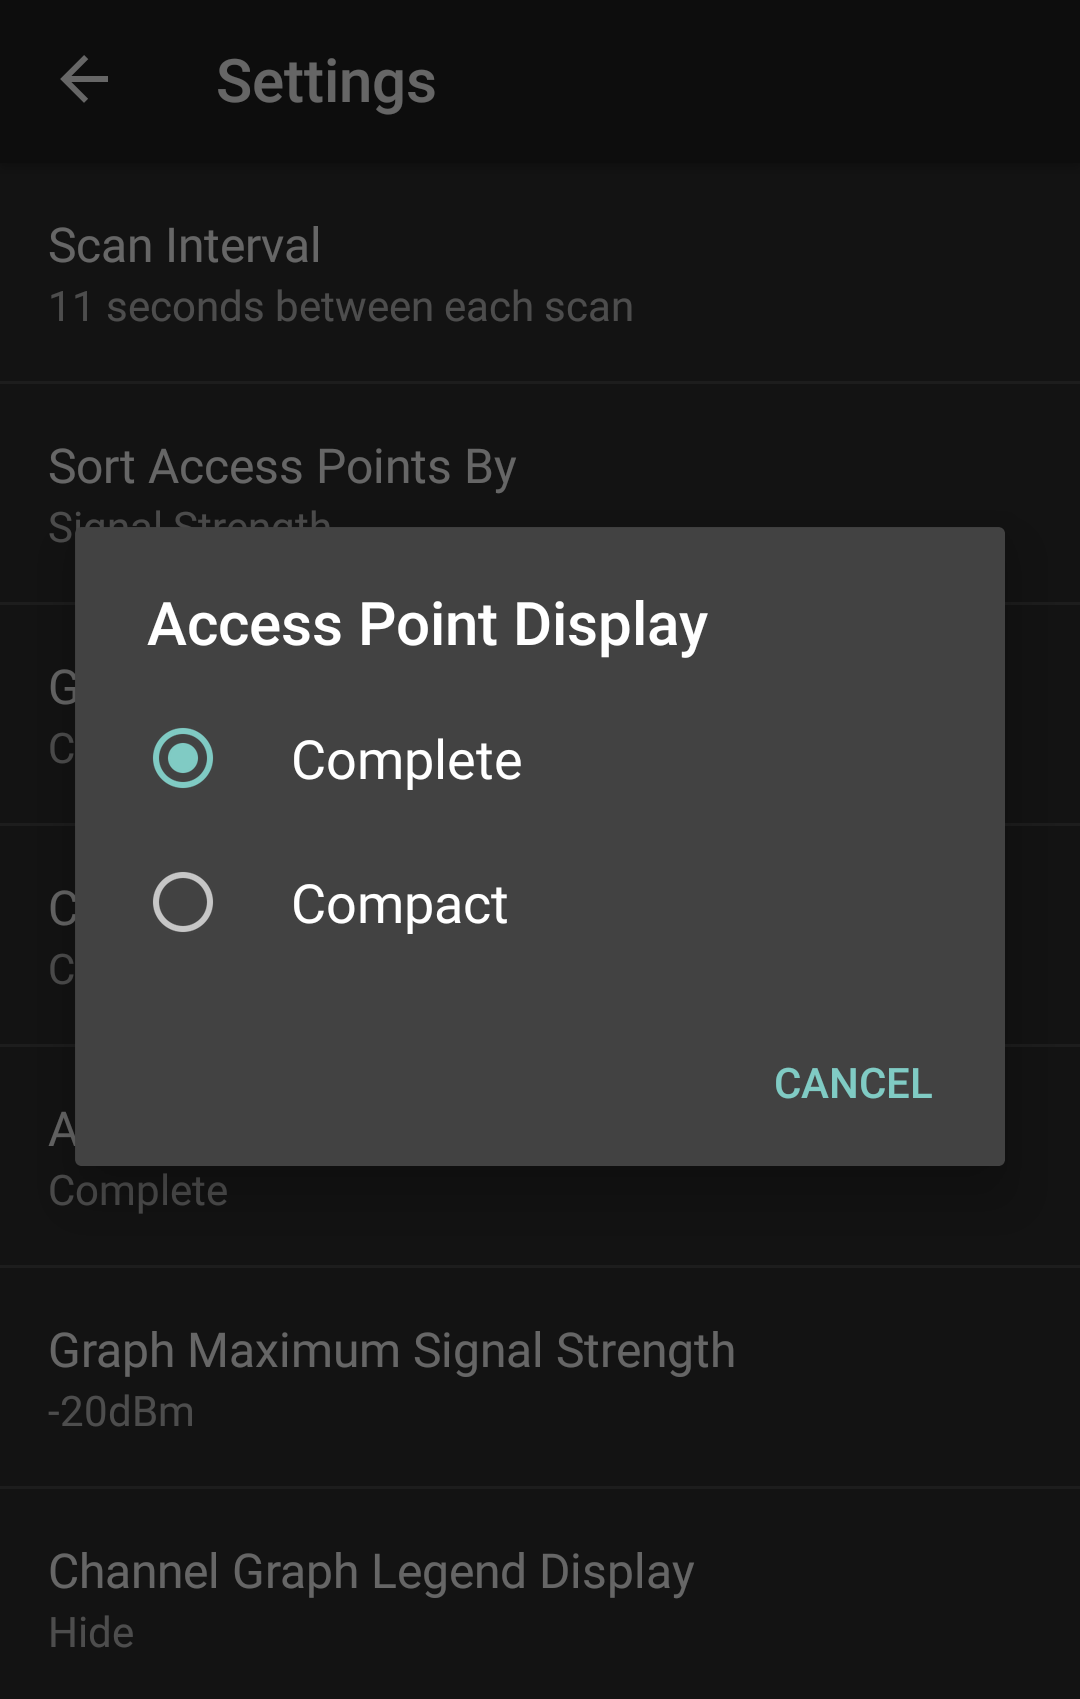 Settings
Scan Interval
11 seconds between each scan
Sort Access Points By
Signal Strength
Access Point Display
Complete
Compact
CANCEL
Complete
Graph Maximum Signal Strength
-20dBm
Channel Graph Legend Display
Hide